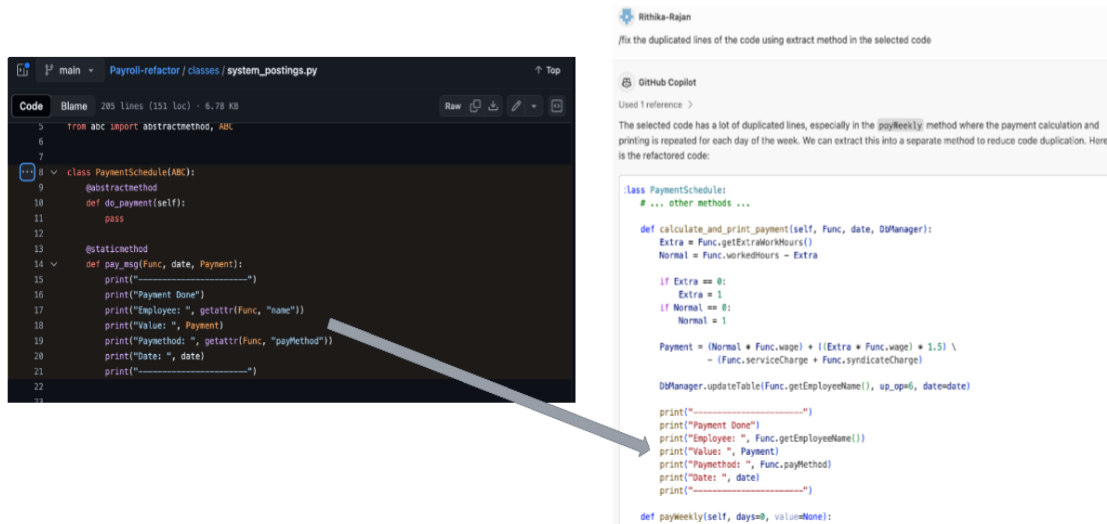 main
Payroll-refactor / classes / system_postings.py
Top
Code
Blame
205 lines (151 loc) · 6.78 KB
Raw
5 from abc import abstractmethod, ABC
6
7
8 class PaymentSchedule(ABC):
9 @abstractmethod
10 def do_payment(self):
11 pass
12
13 @staticmethod
14 def pay_msg(Func, date, Payment):
15 print("-----------------------")
16 print("Payment Done")
17 print("Employee: ", getattr(Func, "name"))
18 print("Value: ", Payment)
19 print("Paymethod: ", getattr(Func, "payMethod"))
20 print("Date: ", date)
21 print("-----------------------")
22
23
Rithika-Rajan
/fix the duplicated lines of the code using extract method in the selected code
GitHub Copilot
Used 1 reference >
The selected code has a lot of duplicated lines, especially in the payWeekly method where the payment calculation and
printing is repeated for each day of the week. We can extract this into a separate method to reduce code duplication. Here
is the refactored code:
lass PaymentSchedule:
# ... other methods ...
def calculate_and_print_payment(self, Func, date, DbManager):
Extra = Func.getExtraWorkHours()
Normal = Func.workedHours - Extra
if Extra == 0:
Extra = 1
if Normal == 0:
Normal = 1
Payment = (Normal * Func.wage) + ((Extra * Func.wage) * 1.5) \
- (Func.serviceCharge + Func.syndicateCharge)
DbManager.updateTable(Func.getEmployeeName(), up_op=6, date=date)
print("-----------------------")
print("Payment Done")
print("Employee: ", Func.getEmployeeName())
print("Value: ", Payment)
print("Paymethod: ", Func.payMethod)
print("Date: ", date)
print("-----------------------")
def payWeekly(self, days=0, value=None):